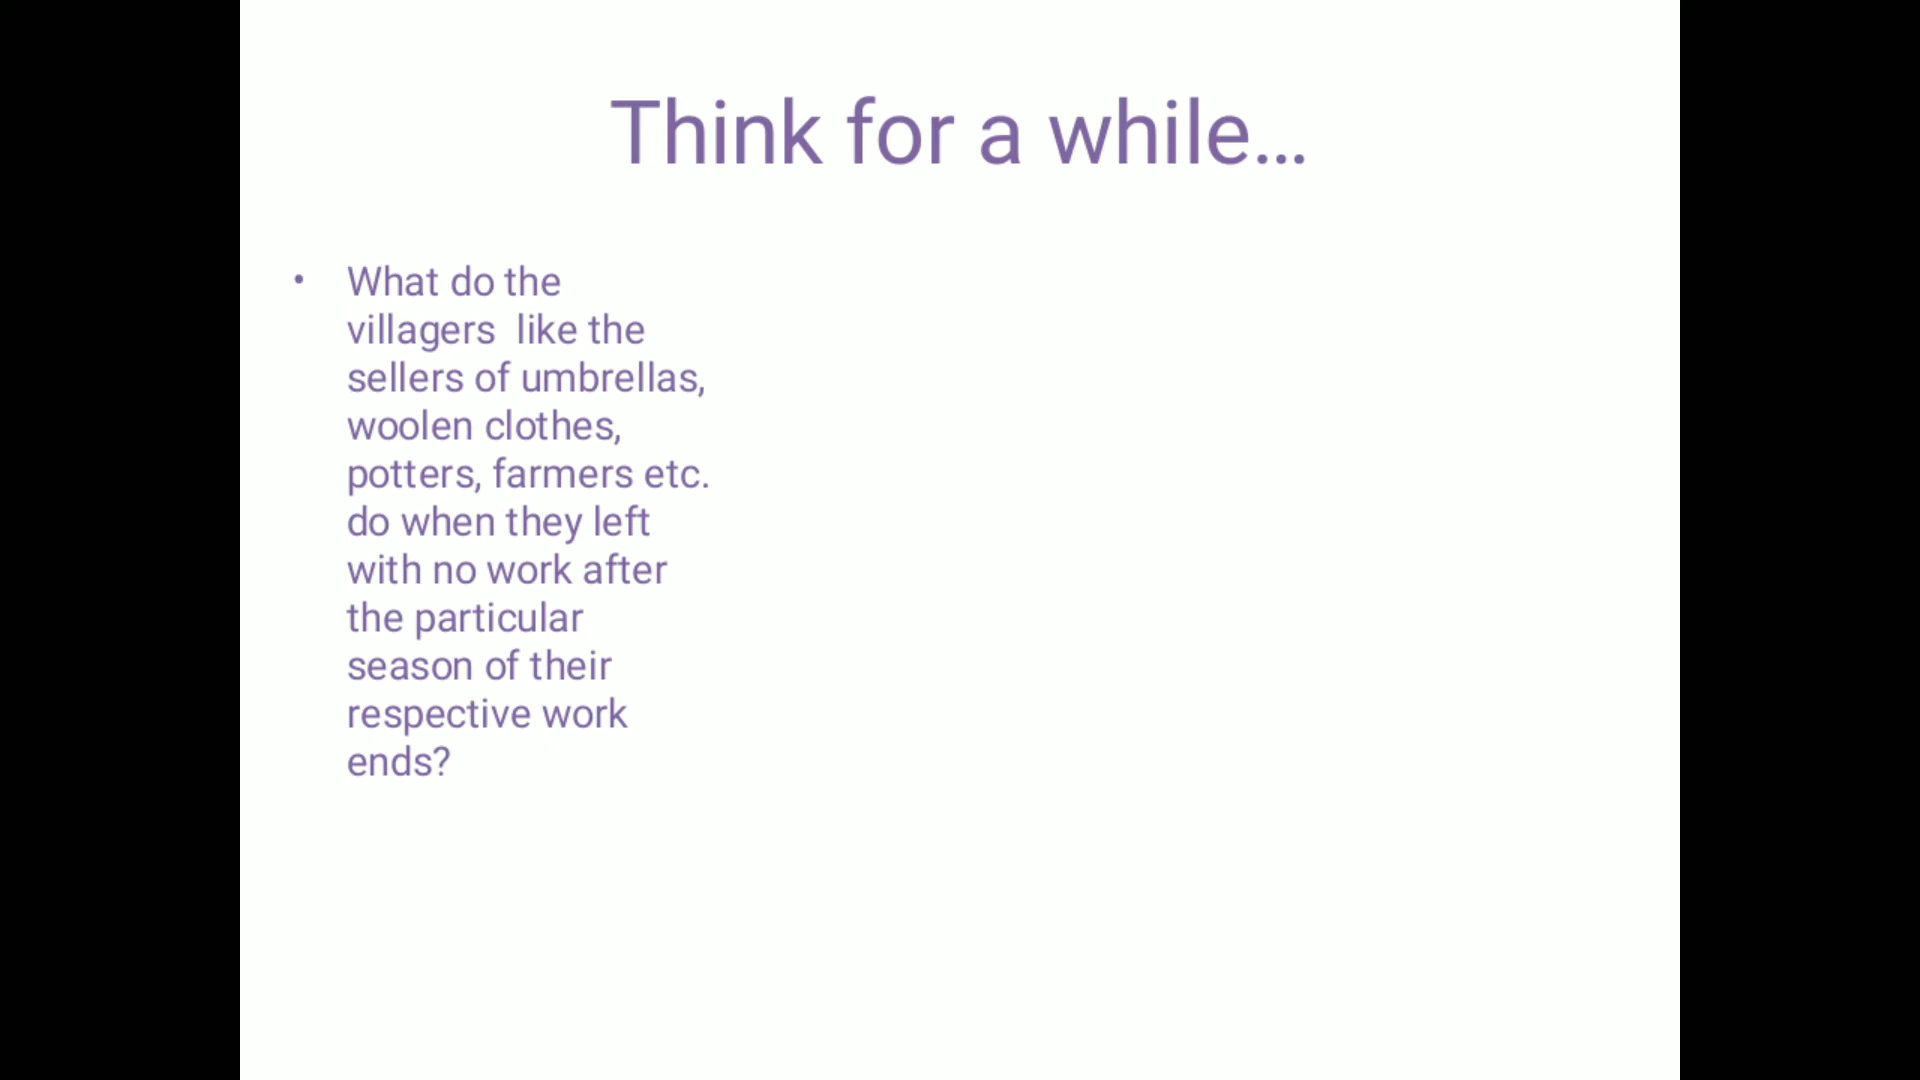 Think for a while...
• What do the
villagers  like the
sellers of umbrellas,
woolen clothes,
potters, farmers etc.
do when they left
with no work after
the particular
season of their
respective work
ends?